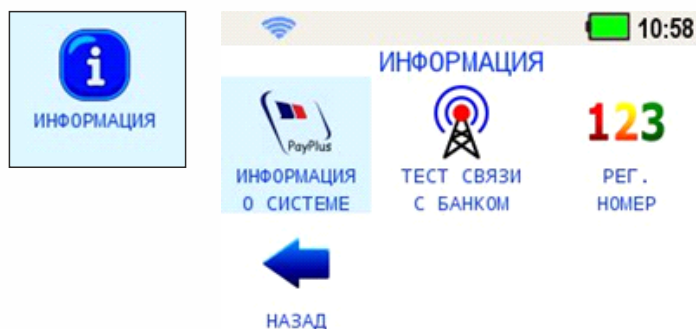 ИНФОРМАЦИЯ
10:58
ИНФОРМАЦИЯ
PayPlus
123
ИНФОРМАЦИЯ
О СИСТЕМЕ
ТЕСТ СВЯЗИ
С БАНКОМ
РЕГ.
НОМЕР
НАЗАД